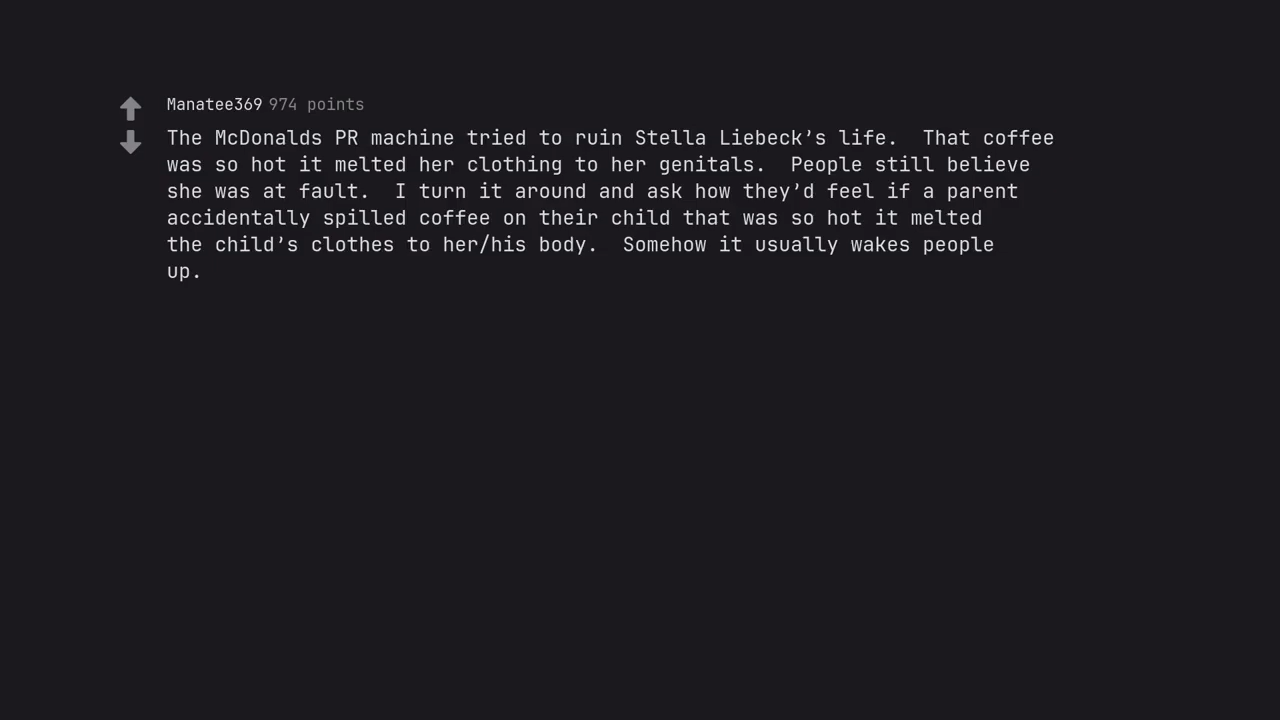 Manatee369 974 points
The McDonalds PR machine tried to ruin Stella Liebeck’s life.  That coffee
was so hot it melted her clothing to her genitals.  People still believe
she was at fault.  I turn it around and ask how they’d feel if a parent
accidentally spilled coffee on their child that was so hot it melted
the child’s clothes to her/his body.  Somehow it usually wakes people
up.